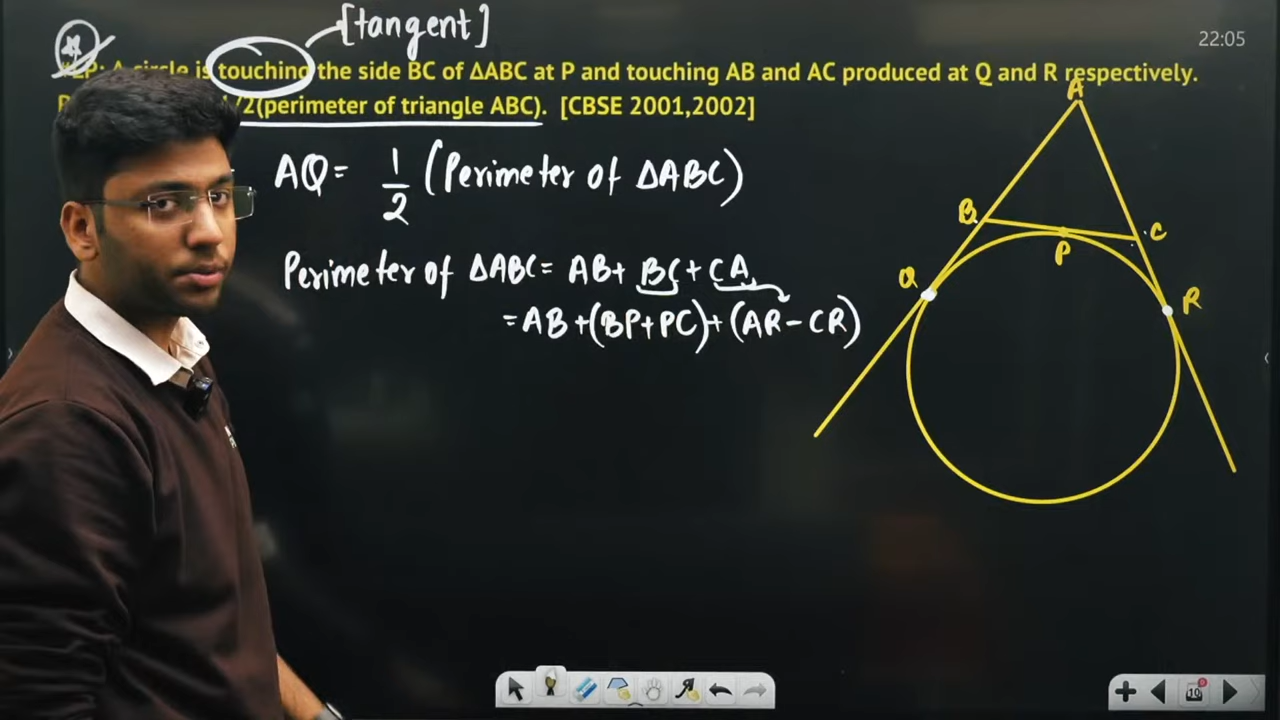 [tangent]
22:05
A circle is touching the side BC of ΔABC at P and touching AB and AC produced at Q and R respectively.
1/2(perimeter of triangle ABC). [CBSE 2001,2002]
A
AQ= 1/2 (Perimeter of ΔABC)
B
C
P
Perimeter of ΔABC= AB+ BC+CA
Q
R
=AB+(BP+PC)+(AR-CR)
10